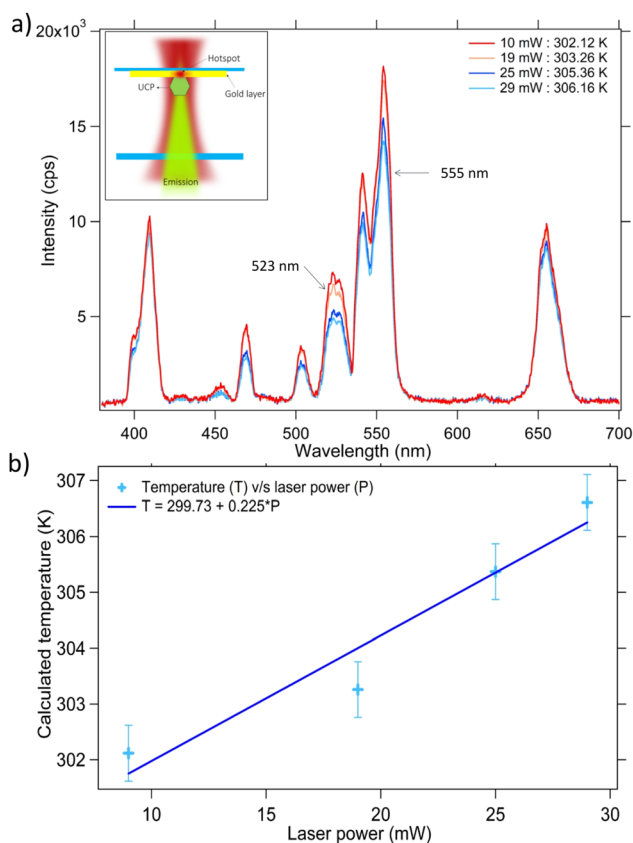 a)
20x10³
15
10
5
Intensity (cps)
Hotspot
UCP
Gold layer
Emission
10 mW : 302.12 K
19 mW : 303.26 K
25 mW : 305.36 K
29 mW : 306.16 K
555 nm
523 nm
400
450
500
550
600
650
700
Wavelength (nm)
b)
307
306
305
304
303
302
Calculated temperature (K)
Temperature (T) v/s laser power (P)
T = 299.73 + 0.225*P
10
15
20
25
30
Laser power (mW)